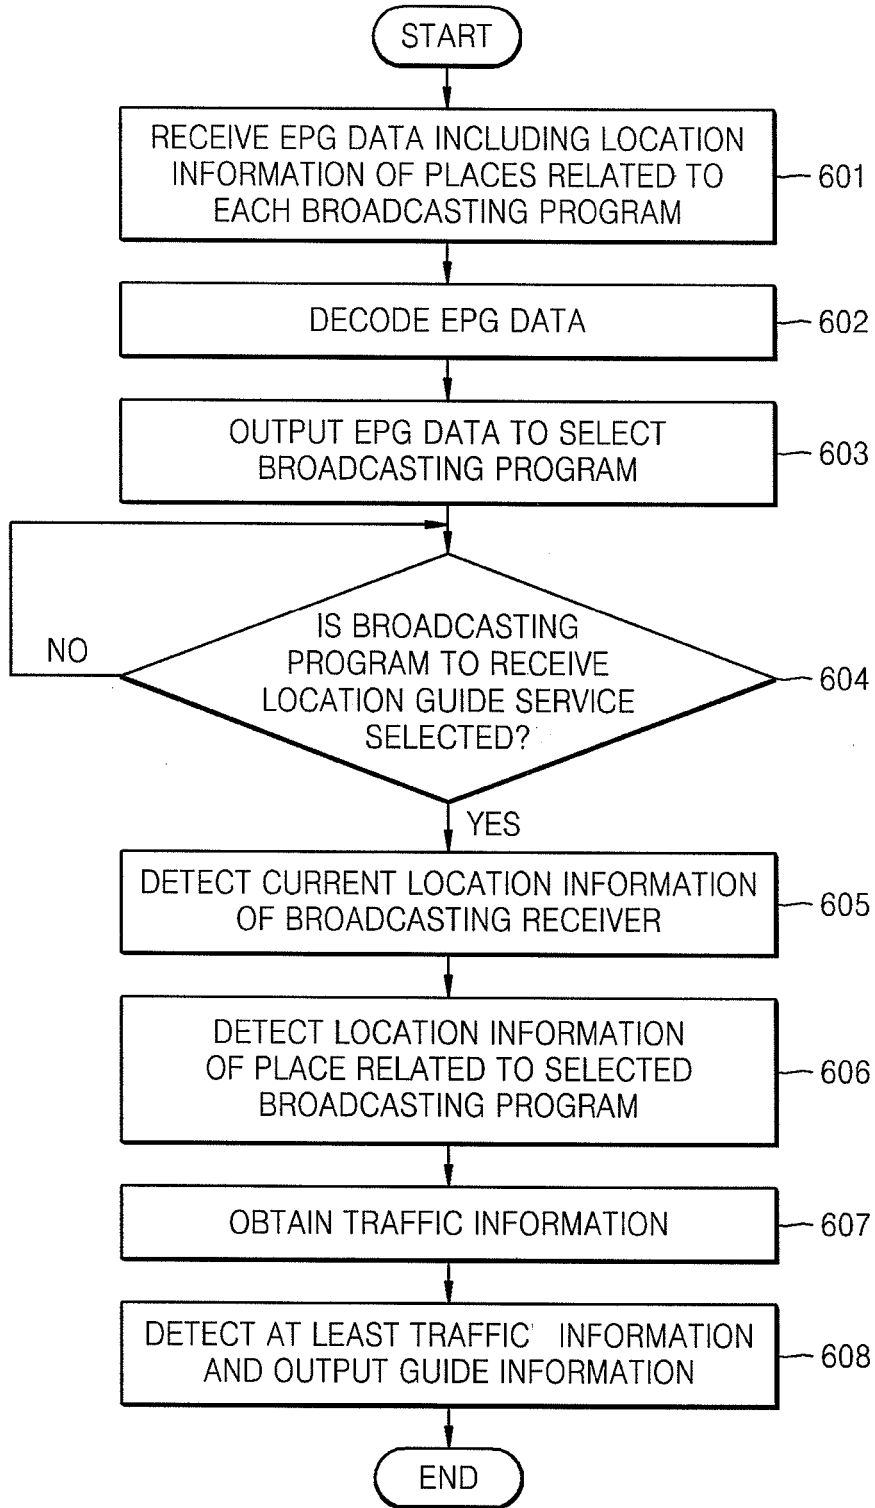 START
RECEIVE EPG DATA INCLUDING LOCATION
INFORMATION OF PLACES RELATED TO
EACH BROADCASTING PROGRAM
601
DECODE EPG DATA
602
OUTPUT EPG DATA TO SELECT
BROADCASTING PROGRAM
603
IS BROADCASTING
PROGRAM TO RECEIVE
LOCATION GUIDE SERVICE
SELECTED?
604
NO
YES
DETECT CURRENT LOCATION INFORMATION
OF BROADCASTING RECEIVER
605
DETECT LOCATION INFORMATION
OF PLACE RELATED TO SELECTED
BROADCASTING PROGRAM
606
OBTAIN TRAFFIC INFORMATION
607
DETECT AT LEAST TRAFFIC INFORMATION
AND OUTPUT GUIDE INFORMATION
608
END